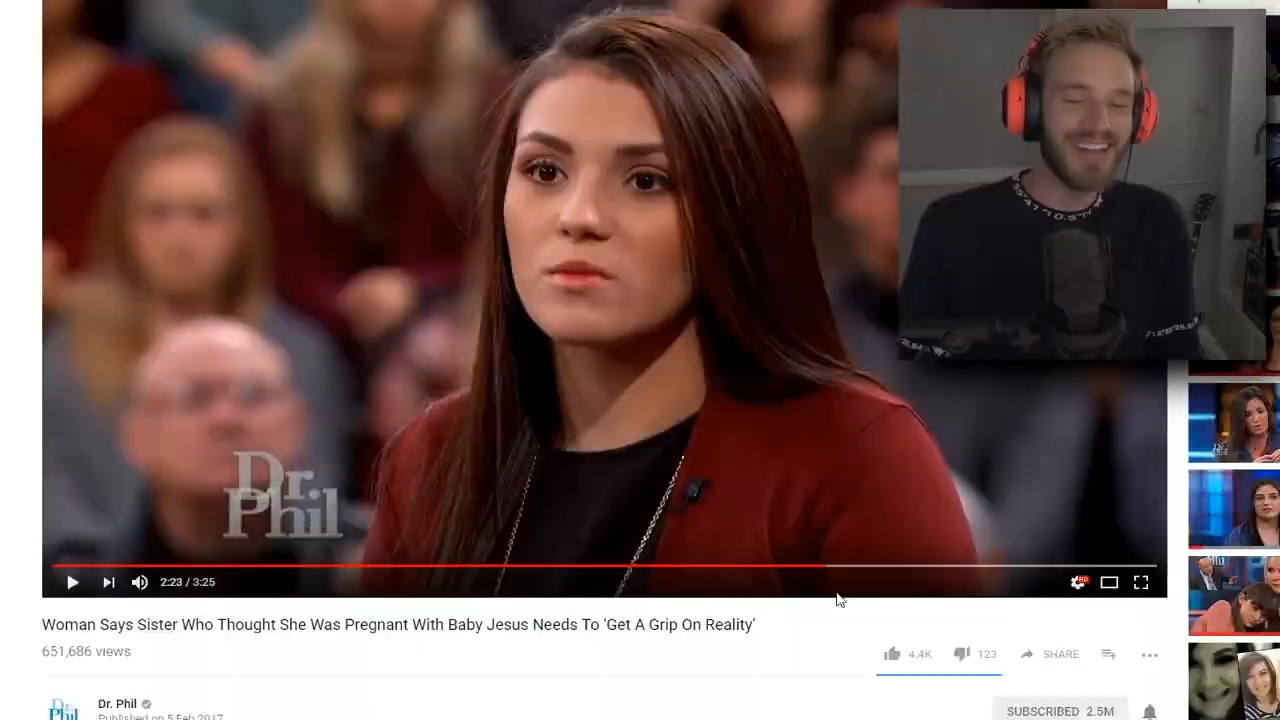 Dr.
Phil
2:23 / 3:25
HD
Woman Says Sister Who Thought She Was Pregnant With Baby Jesus Needs To ‘Get A Grip On Reality’
651,686 views
4.4K
123
SHARE
Dr. Phil
Published on 5 Feb 2017
SUBSCRIBED 2.5M